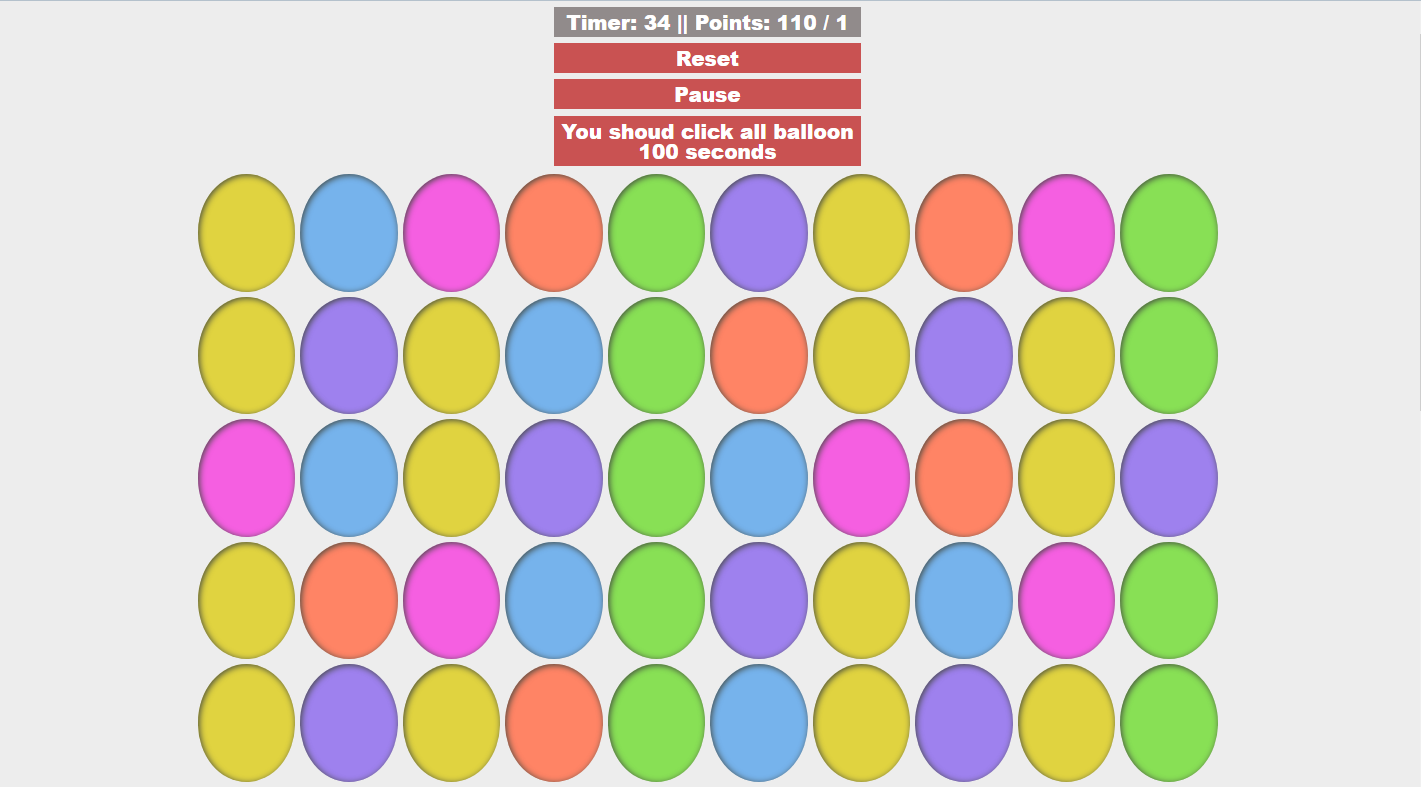 Timer: 34 || Points: 110 / 1
Reset
Pause
You shoud click all balloon
100 seconds